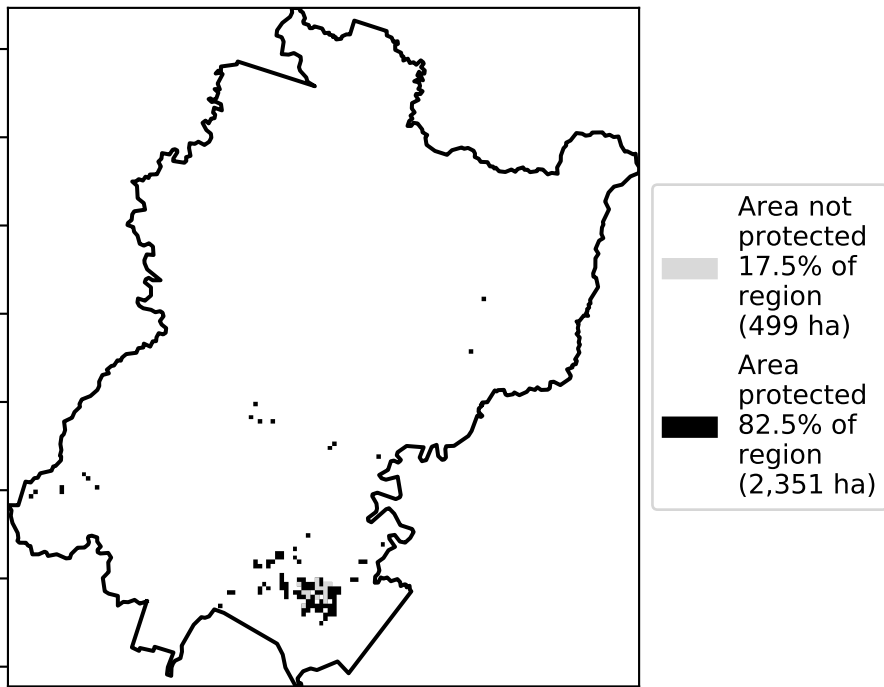 Area not
protected
17.5% of
region
(499 ha)
Area
protected
82.5% of
region
(2,351 ha)